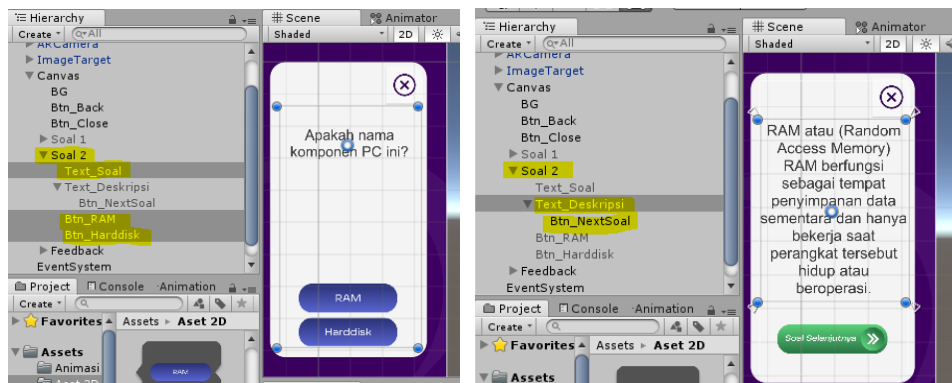 Hierarchy
Create
All
ARCamera
ImageTarget
Canvas
BG
Btn_Back
Btn_Close
Soal 1
Soal 2
Text_Soal
Text_Deskripsi
Btn_NextSoal
Btn_RAM
Btn_Harddisk
Feedback
EventSystem
Project Console Animation
Create
Favorites Assets Aset 2D
Assets
Animasi
Aset 2D
RAM
Scene Animator
Shaded 2D
Apakah nama
komponen PC ini?
RAM
Harddisk
Hierarchy
Create
All
ARCamera
ImageTarget
Canvas
BG
Btn_Back
Btn_Close
Soal 1
Soal 2
Text_Soal
Text_Deskripsi
Btn_NextSoal
Btn_RAM
Btn_Harddisk
Feedback
EventSystem
Project Console Animation
Create
Favorites Assets Aset 2D
Assets
Scene Animator
Shaded 2D
RAM atau (Random
Access Memory)
RAM berfungsi
sebagai tempat
penyimpanan data
sementara dan hanya
bekerja saat
perangkat tersebut
hidup atau
beroperasi.
Soal Selanjutnya